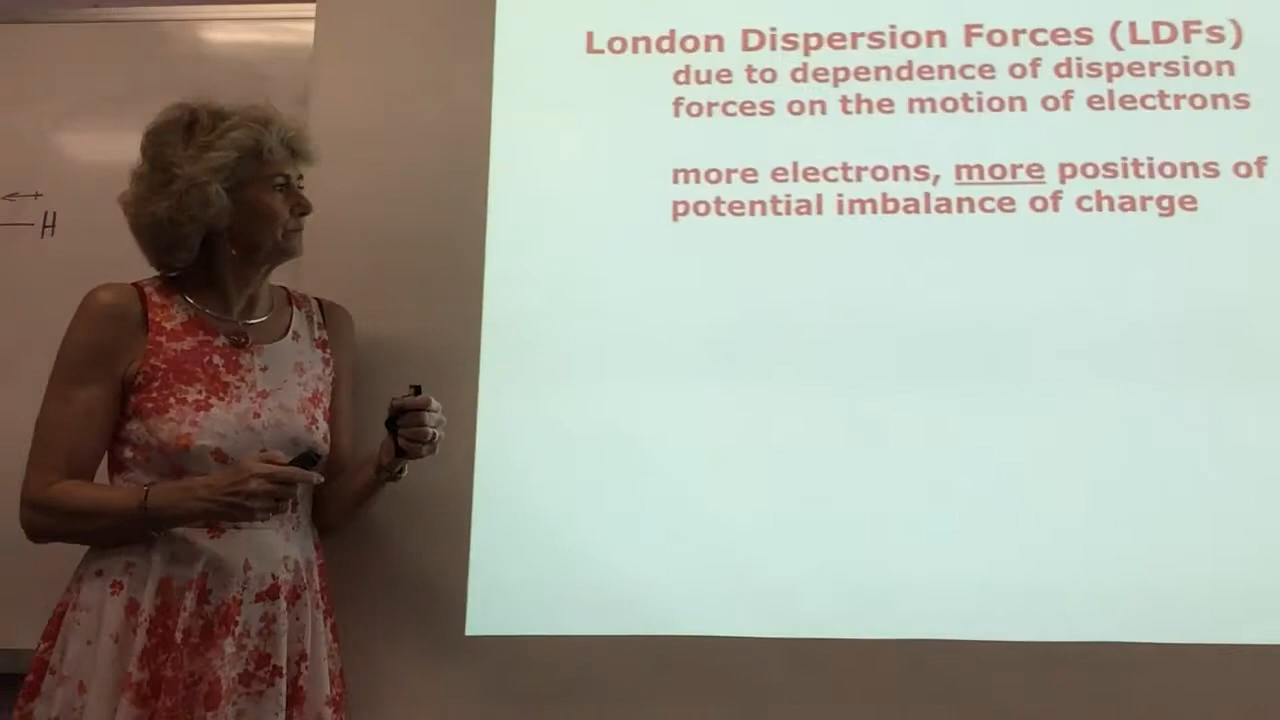 London Dispersion Forces (LDFs)
due to dependence of dispersion
forces on the motion of electrons
more electrons, more positions of
potential imbalance of charge
H